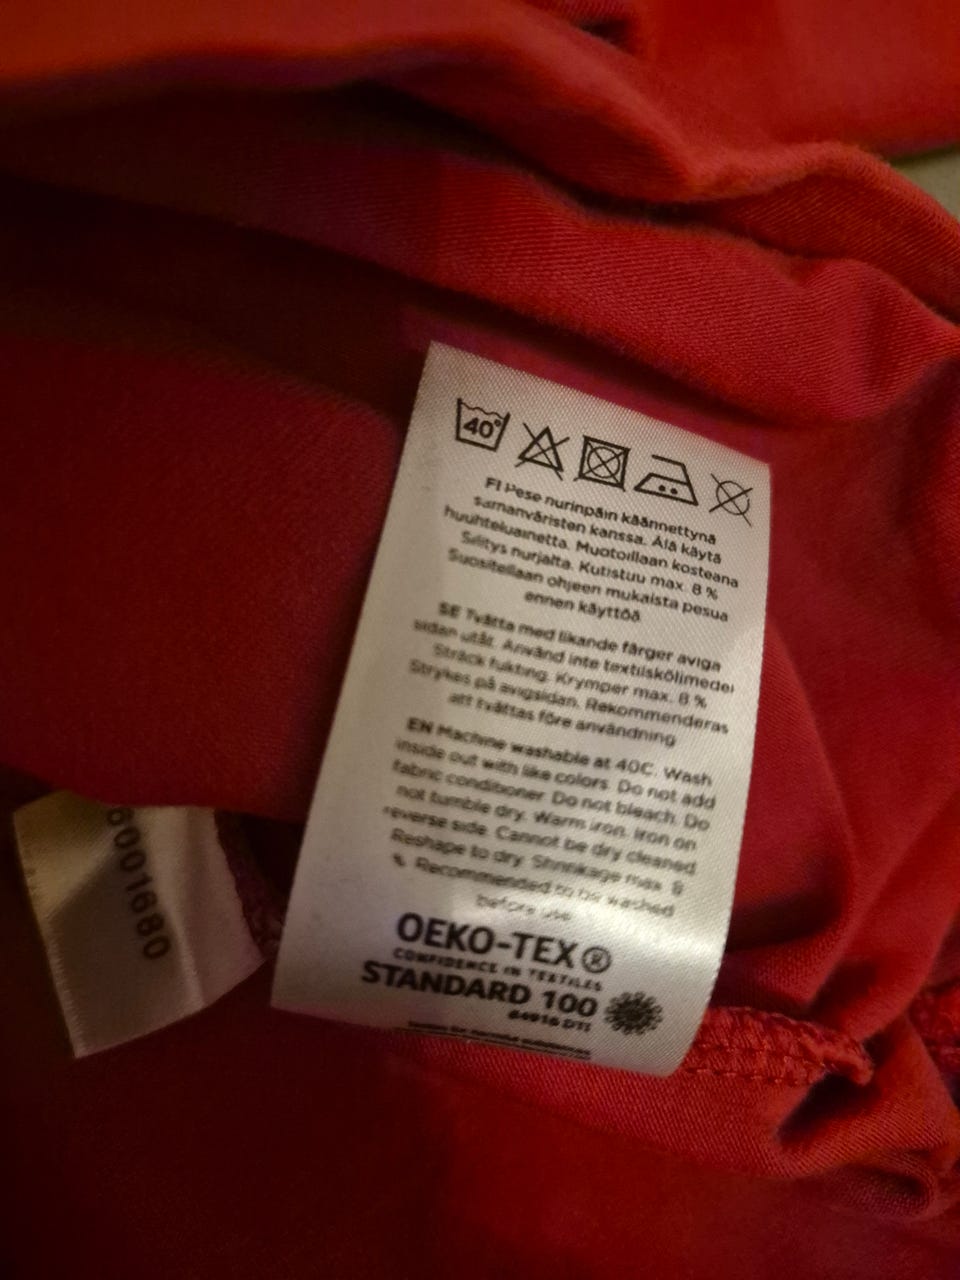 40°
FI Pese nurinpäin käännettynä
samanväristen kanssa. Älä käytä
huuhteluainetta. Muotoillaan kosteana
Silitys nurjalta. Kutistuu max. 8 %
Suositellaan ohjeen mukaista pesua
ennen käyttöä
SE Tvätta med likande färger aviga
sidan utåt. Använd inte textilsköljmedel
Sträck fukting. Krymper max. 8 %
Strykes på avigsidan. Rekommenderas
att tvättas före användning
EN Machine washable at 40C. Wash
inside out with like colors. Do not add
fabric conditioner. Do not bleach. Do
not tumble dry. Warm iron. Iron on
reverse side. Cannot be dry cleaned.
Reshape to dry. Shrinkage max 8
% Recommended to be washed
before use
OEKO-TEX®
CONFIDENCE IN TEXTILES
STANDARD 100
84916 DTI
6001680